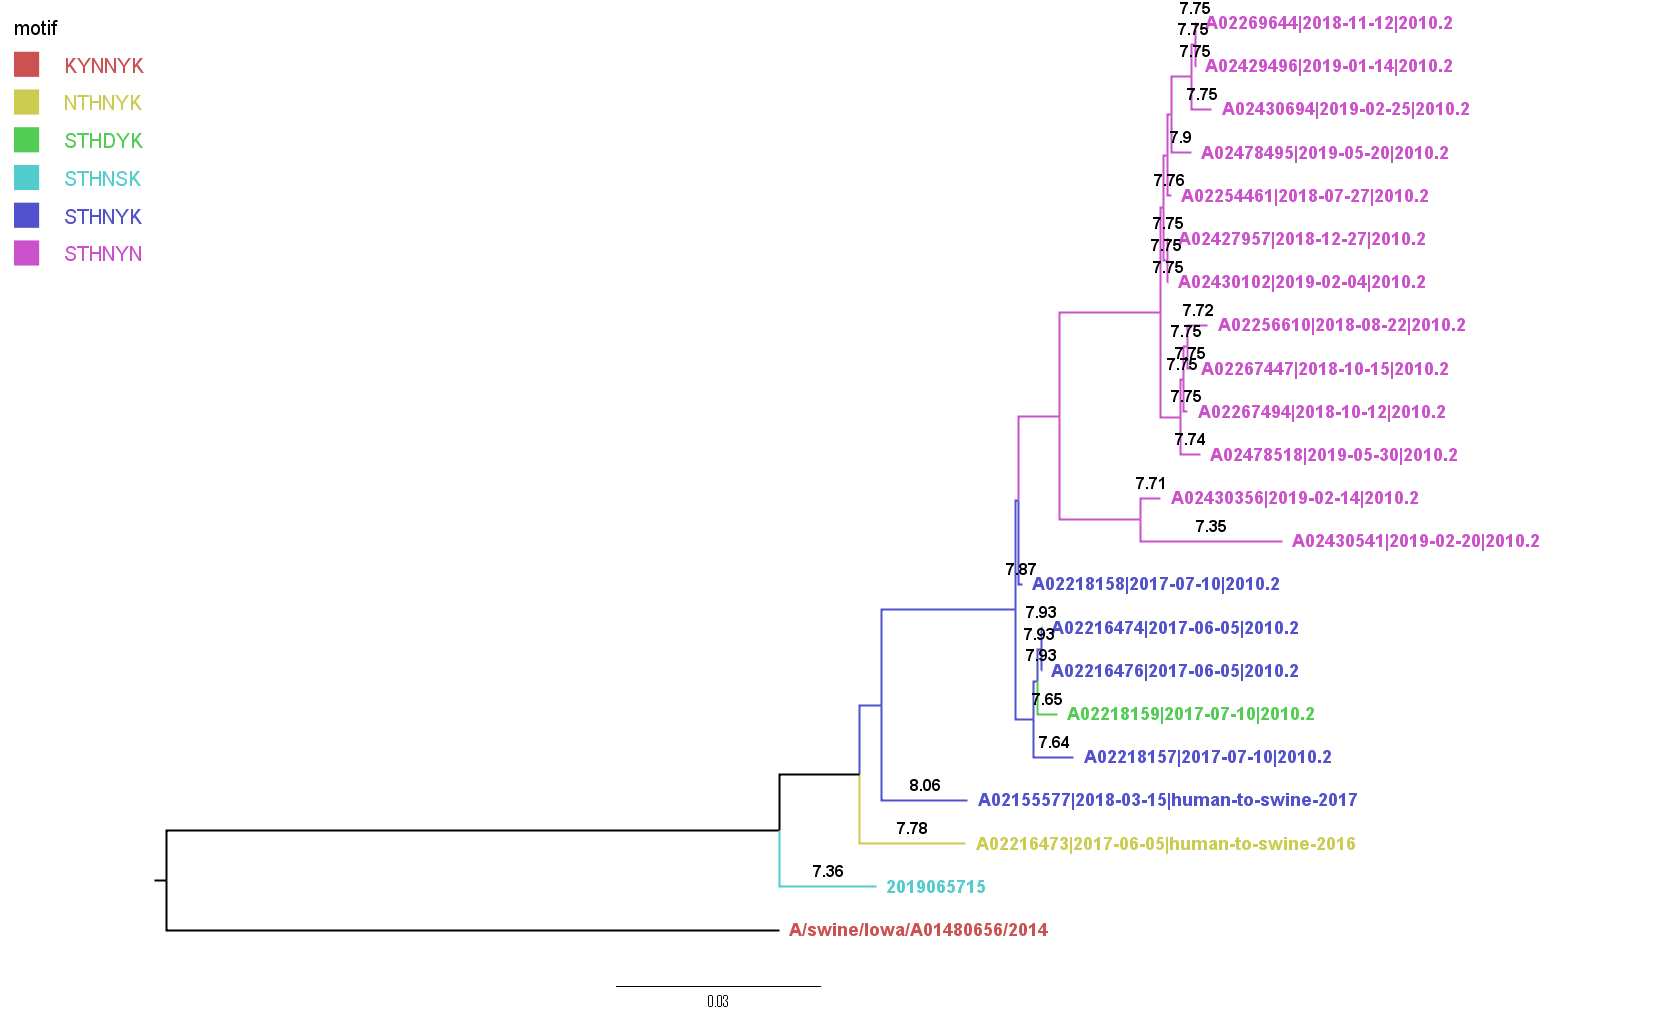 motif
KYNNYK
NTHNYK
STHDYK
STHNSK
STHNYK
STHNYN
7.75
A02269644|2018-11-12|2010.2
7.75
7.75
A02429496|2019-01-14|2010.2
7.75
A02430694|2019-02-25|2010.2
7.9
A02478495|2019-05-20|2010.2
7.76
A02254461|2018-07-27|2010.2
7.75
A02427957|2018-12-27|2010.2
7.75
7.75
A02430102|2019-02-04|2010.2
7.72
A02256610|2018-08-22|2010.2
7.75
7.75
7.75
A02267447|2018-10-15|2010.2
7.75
A02267494|2018-10-12|2010.2
7.74
A02478518|2019-05-30|2010.2
7.71
A02430356|2019-02-14|2010.2
7.35
A02430541|2019-02-20|2010.2
7.87
A02218158|2017-07-10|2010.2
7.93
A02216474|2017-06-05|2010.2
7.93
7.93
A02216476|2017-06-05|2010.2
7.65
A02218159|2017-07-10|2010.2
7.64
A02218157|2017-07-10|2010.2
8.06
A02155577|2018-03-15|human-to-swine-2017
7.78
A02216473|2017-06-05|human-to-swine-2016
7.36
2019065715
A/swine/Iowa/A01480656/2014
0.03